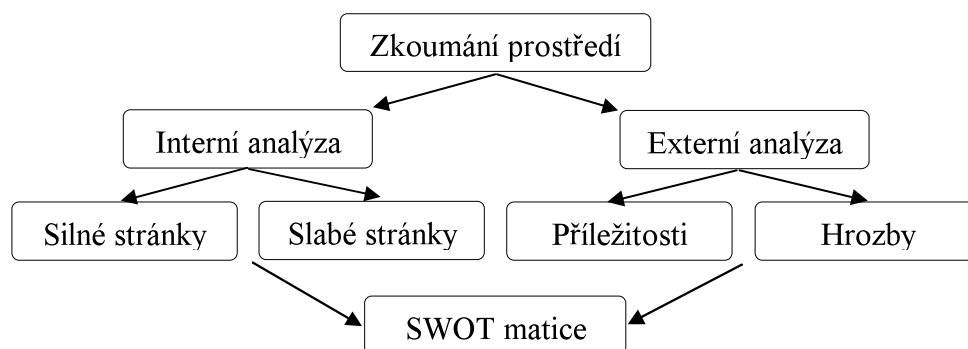 Zkoumání prostředí
Interní analýza
Externí analýza
Silné stránky
Slabé stránky
Příležitosti
Hrozby
SWOT matice